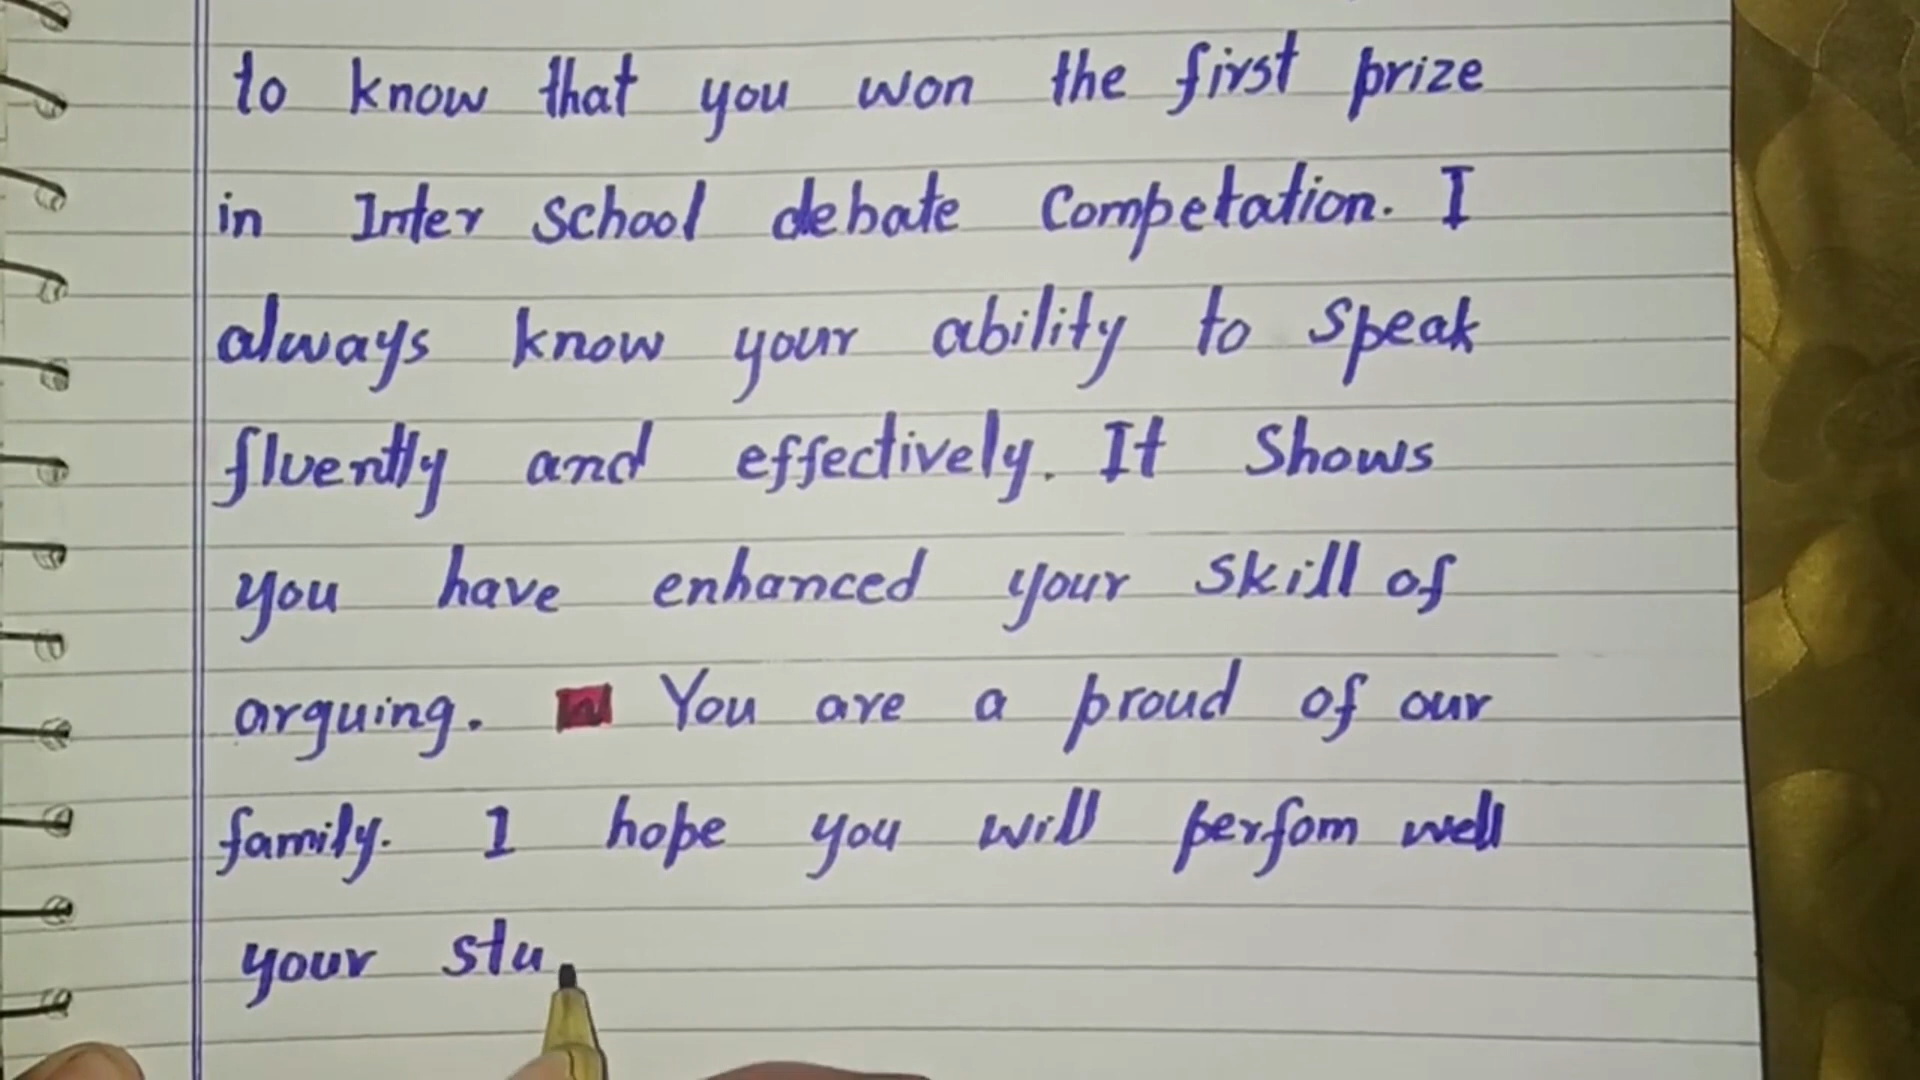 to know that you won the first prize
in Inter School debate Competation. I
always know your ability to speak
fluently and effectively. It Shows
you have enhanced your skill of
arguing. You are a proud of our
family. I hope you will perfom well
your stu